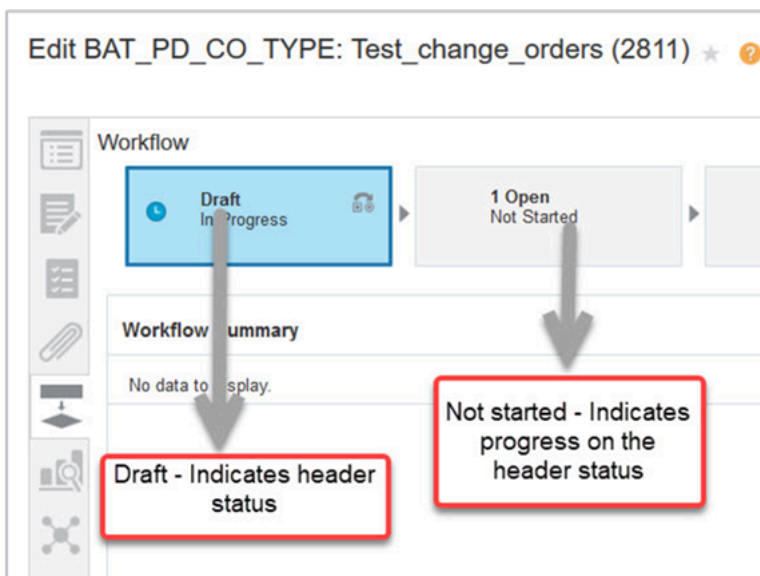 Edit BAT_PD_CO_TYPE: Test_change_orders (2811)
Workflow
Draft
In Progress
1 Open
Not Started
Workflow Summary
No data to display.
Draft - Indicates header
status
Not started - Indicates
progress on the
header status